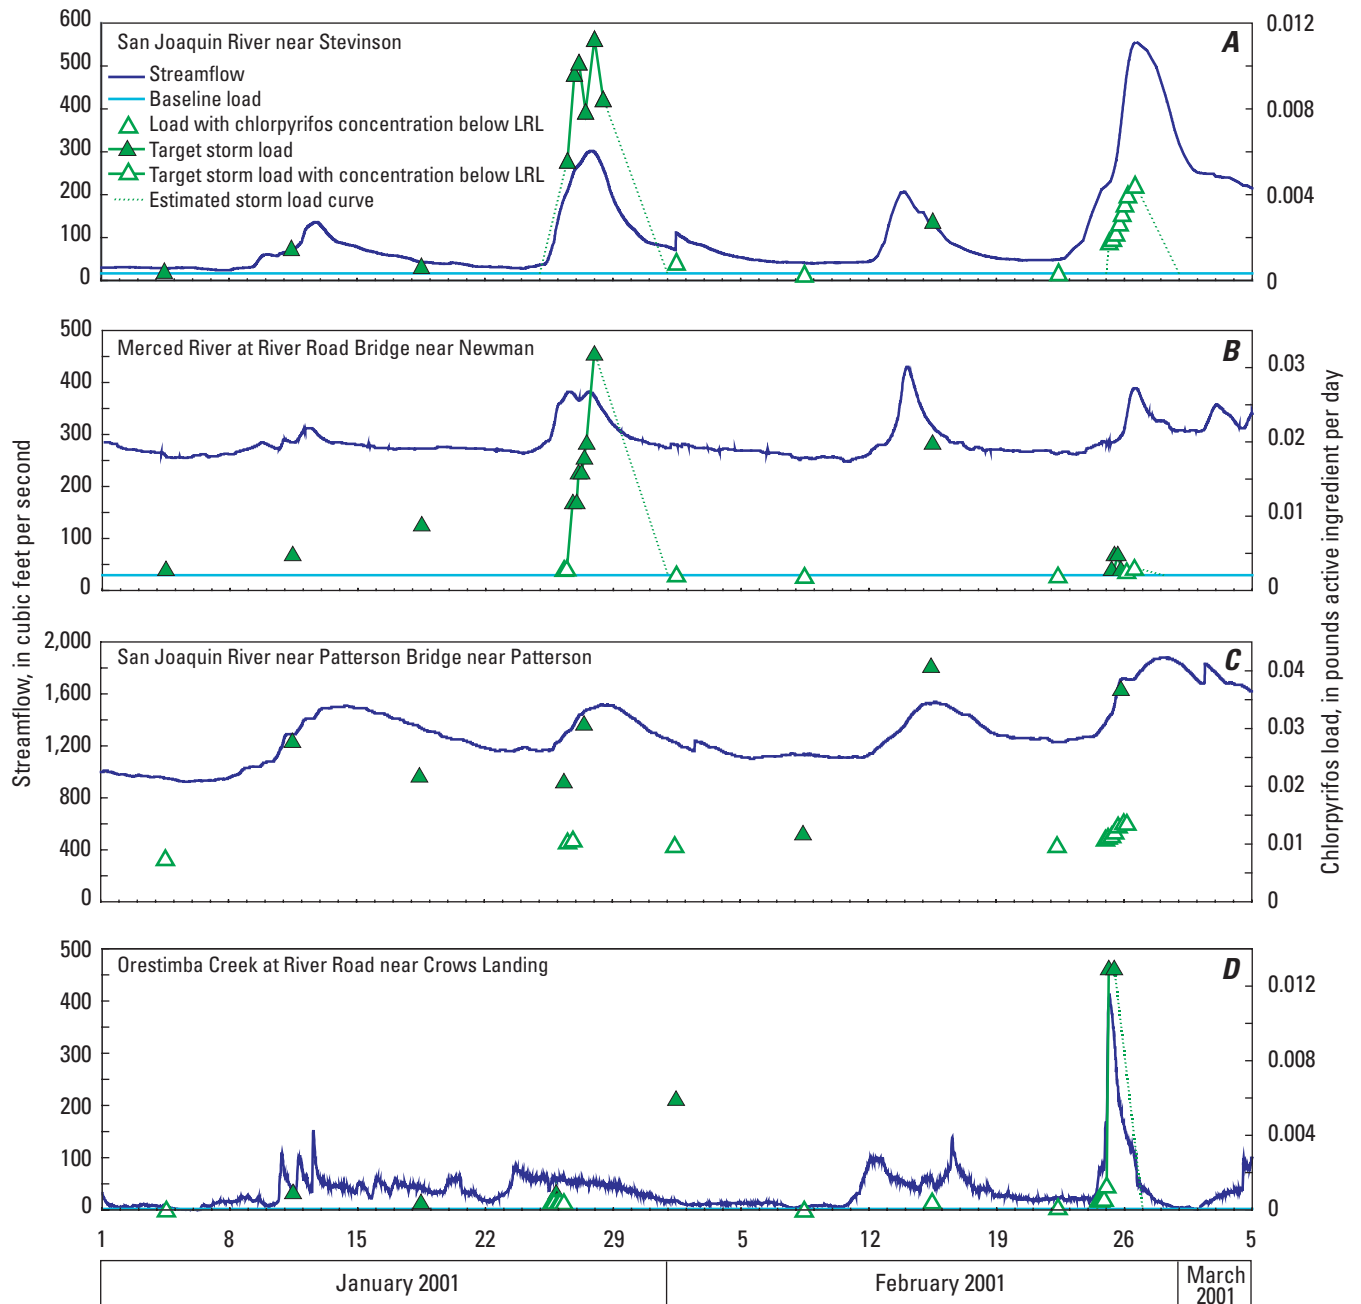 Streamflow, in cubic feet per second
Chlorpyrifos load, in pounds active ingredient per day
San Joaquin River near Stevinson
A
Streamflow
Baseline load
Load with chlorpyrifos concentration below LRL
Target storm load
Target storm load with concentration below LRL
Estimated storm load curve
600
500
400
300
200
100
0
0.012
0.008
0.004
0
Merced River at River Road Bridge near Newman
B
500
400
300
200
100
0
0.03
0.02
0.01
0
San Joaquin River near Patterson Bridge near Patterson
C
2,000
1,600
1,200
800
400
0
0.04
0.03
0.02
0.01
0
Orestimba Creek at River Road near Crows Landing
D
500
400
300
200
100
0
0.012
0.008
0.004
0
1 8 15 22 29 5 12 19 26 5
January 2001 February 2001 March
2001